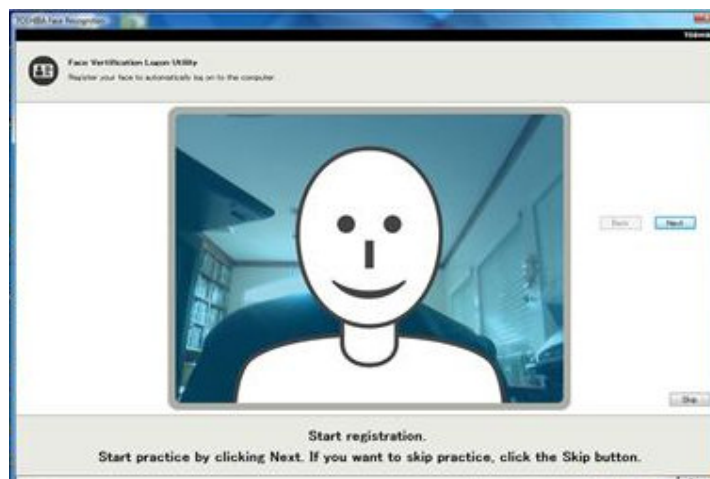 TOSHIBA Face Recognition
TOSHIBA
Face Verification Logon Utility
Register your face to automatically log on to the computer.
Back
Next
Skip
Start registration.
Start practice by clicking Next. If you want to skip practice, click the Skip button.